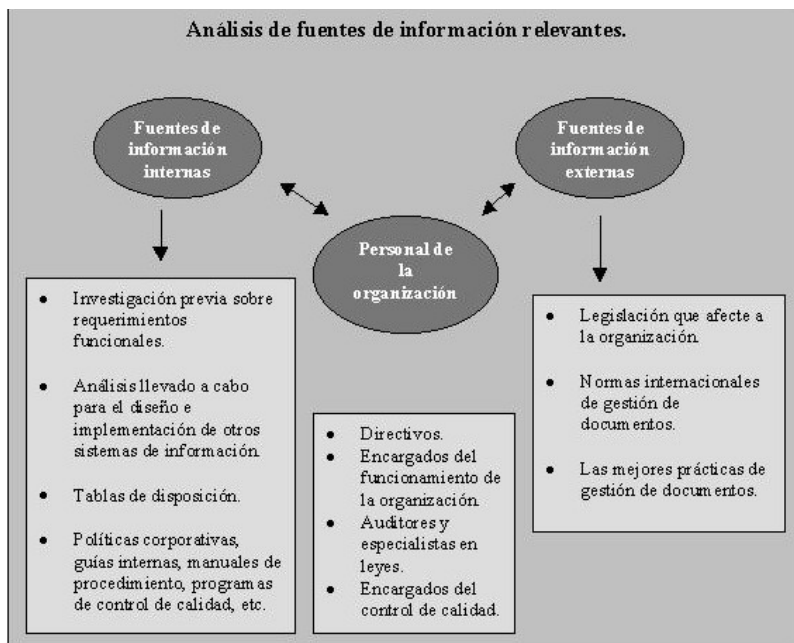 Análisis de fuentes de información relevantes.
Fuentes de
información
internas
Fuentes de
información
externas
Personal de
la
organización
• Investigación previa sobre
requerimientos
funcionales.
• Análisis llevado a cabo
para el diseño e
implementación de otros
sistemas de información
• Tablas de disposición.
• Políticas corporativas,
guías internas, manuales de
procedimiento, programas
de control de calidad, etc.
• Directivos.
• Encargados del
funcionamiento de
la organización
• Auditores y
especialistas en
leyes.
• Encargados del
control de calidad.
• Legislación que afecte a
la organización
• Normas internacionales
de gestión de
documentos.
• Las mejores prácticas de
gestión de documentos.